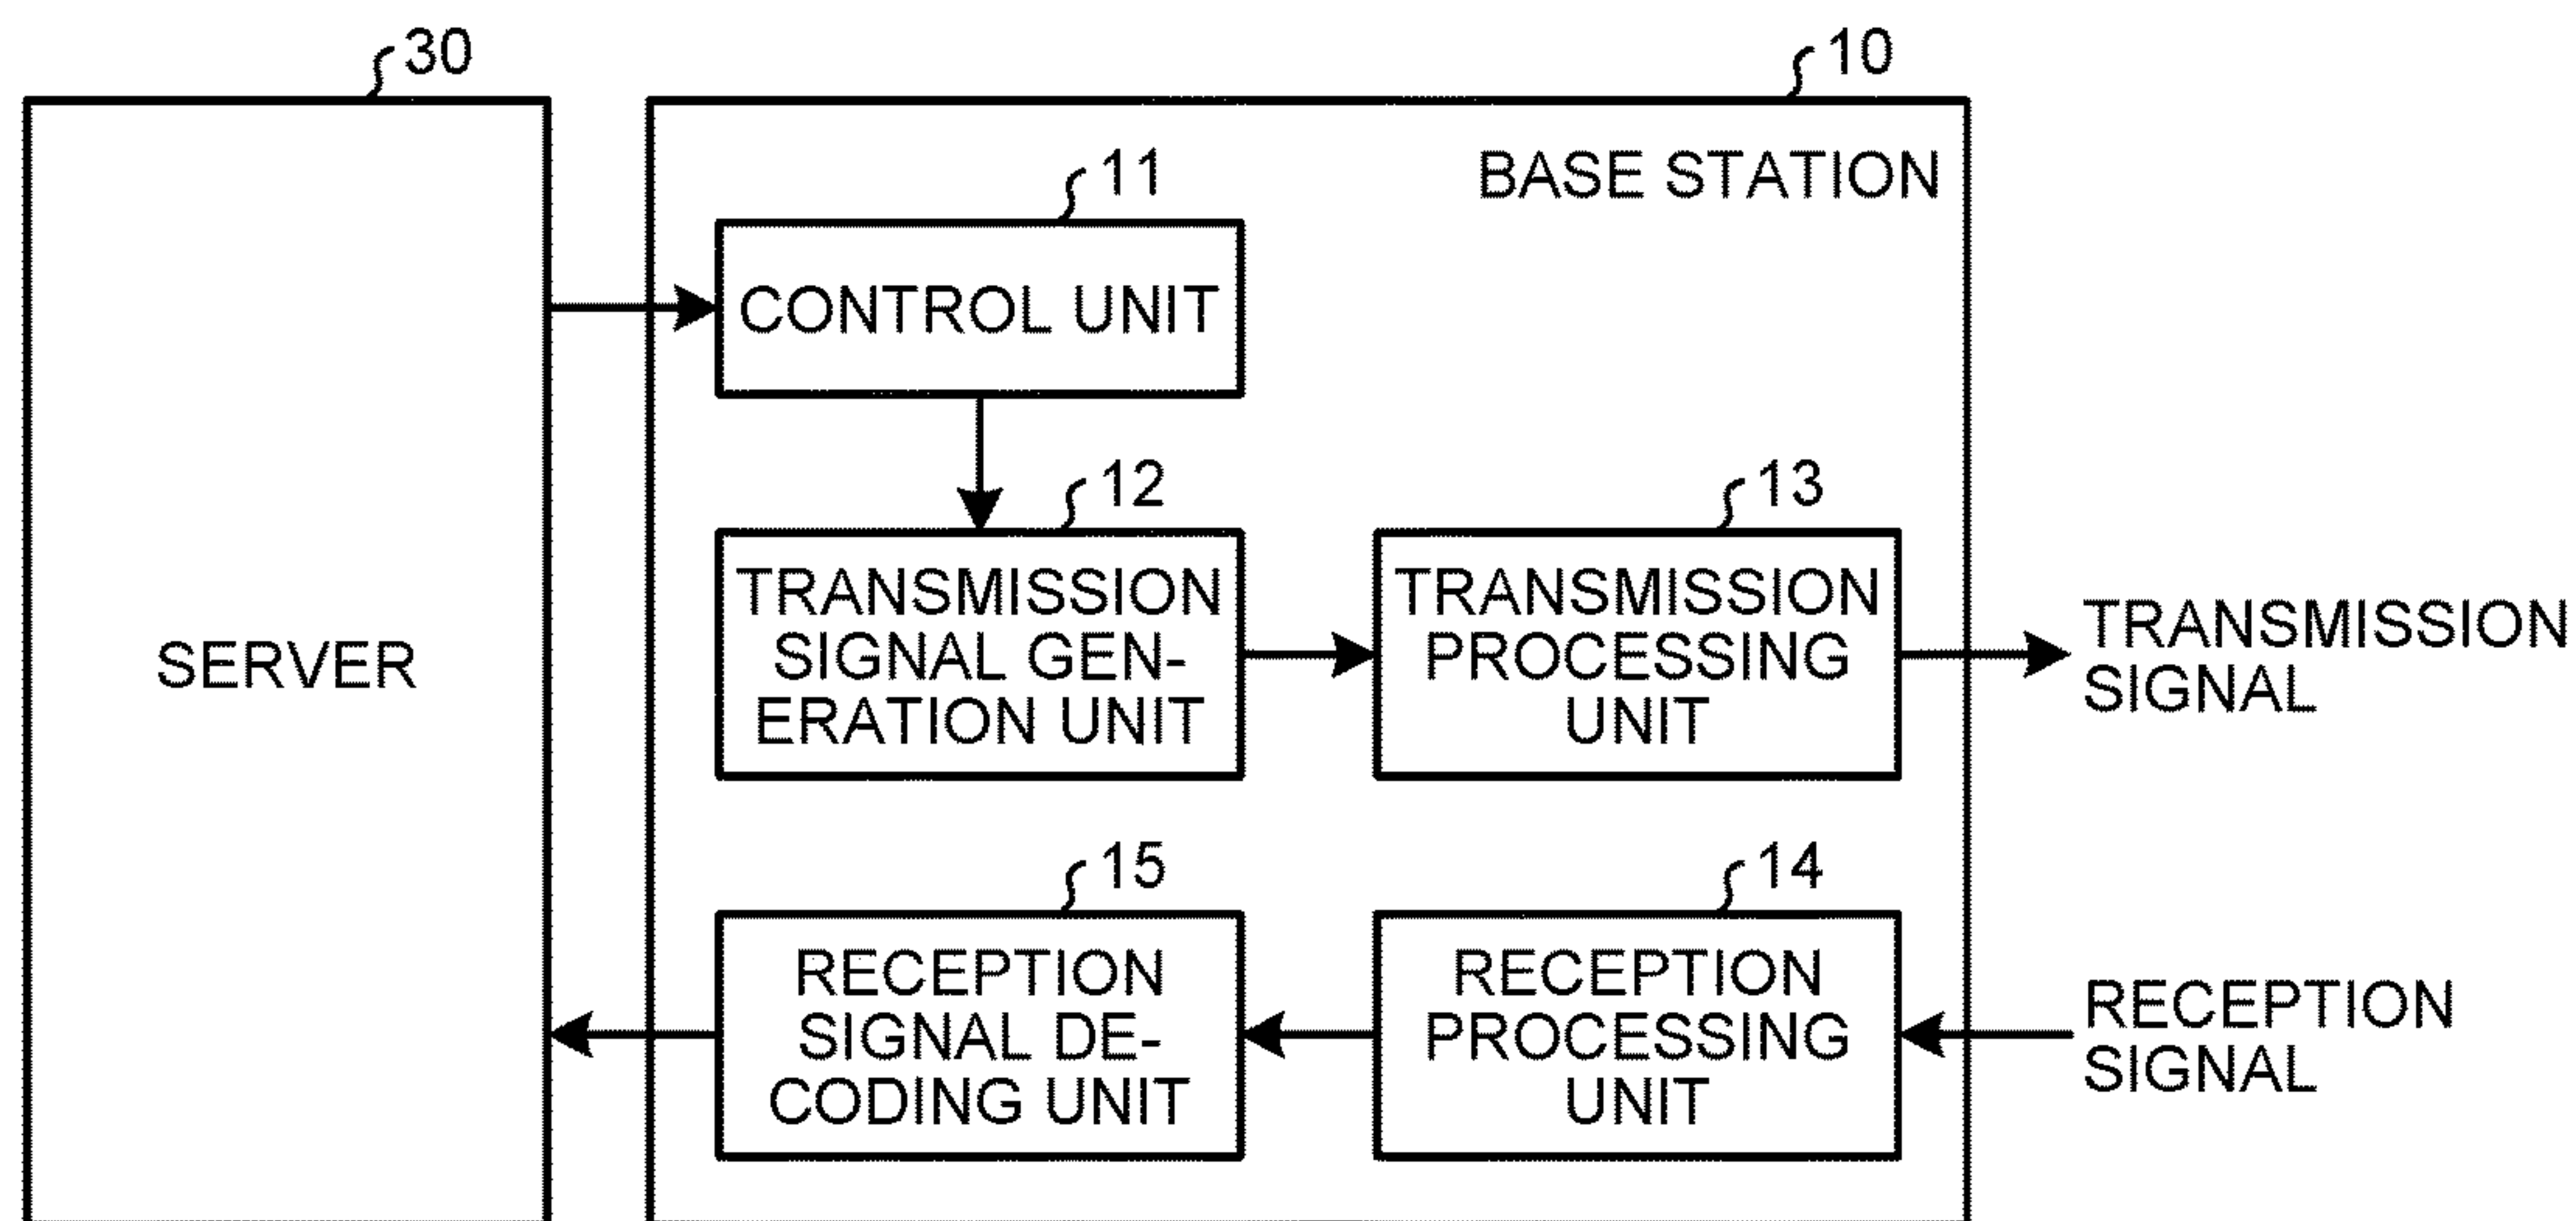 30
10
BASE STATION
11
CONTROL UNIT
12
13
TRANSMISSION
SIGNAL GEN-
ERATION UNIT
TRANSMISSION
PROCESSING
UNIT
TRANSMISSION
SIGNAL
SERVER
15
14
RECEPTION
SIGNAL DE-
CODING UNIT
RECEPTION
PROCESSING
UNIT
RECEPTION
SIGNAL